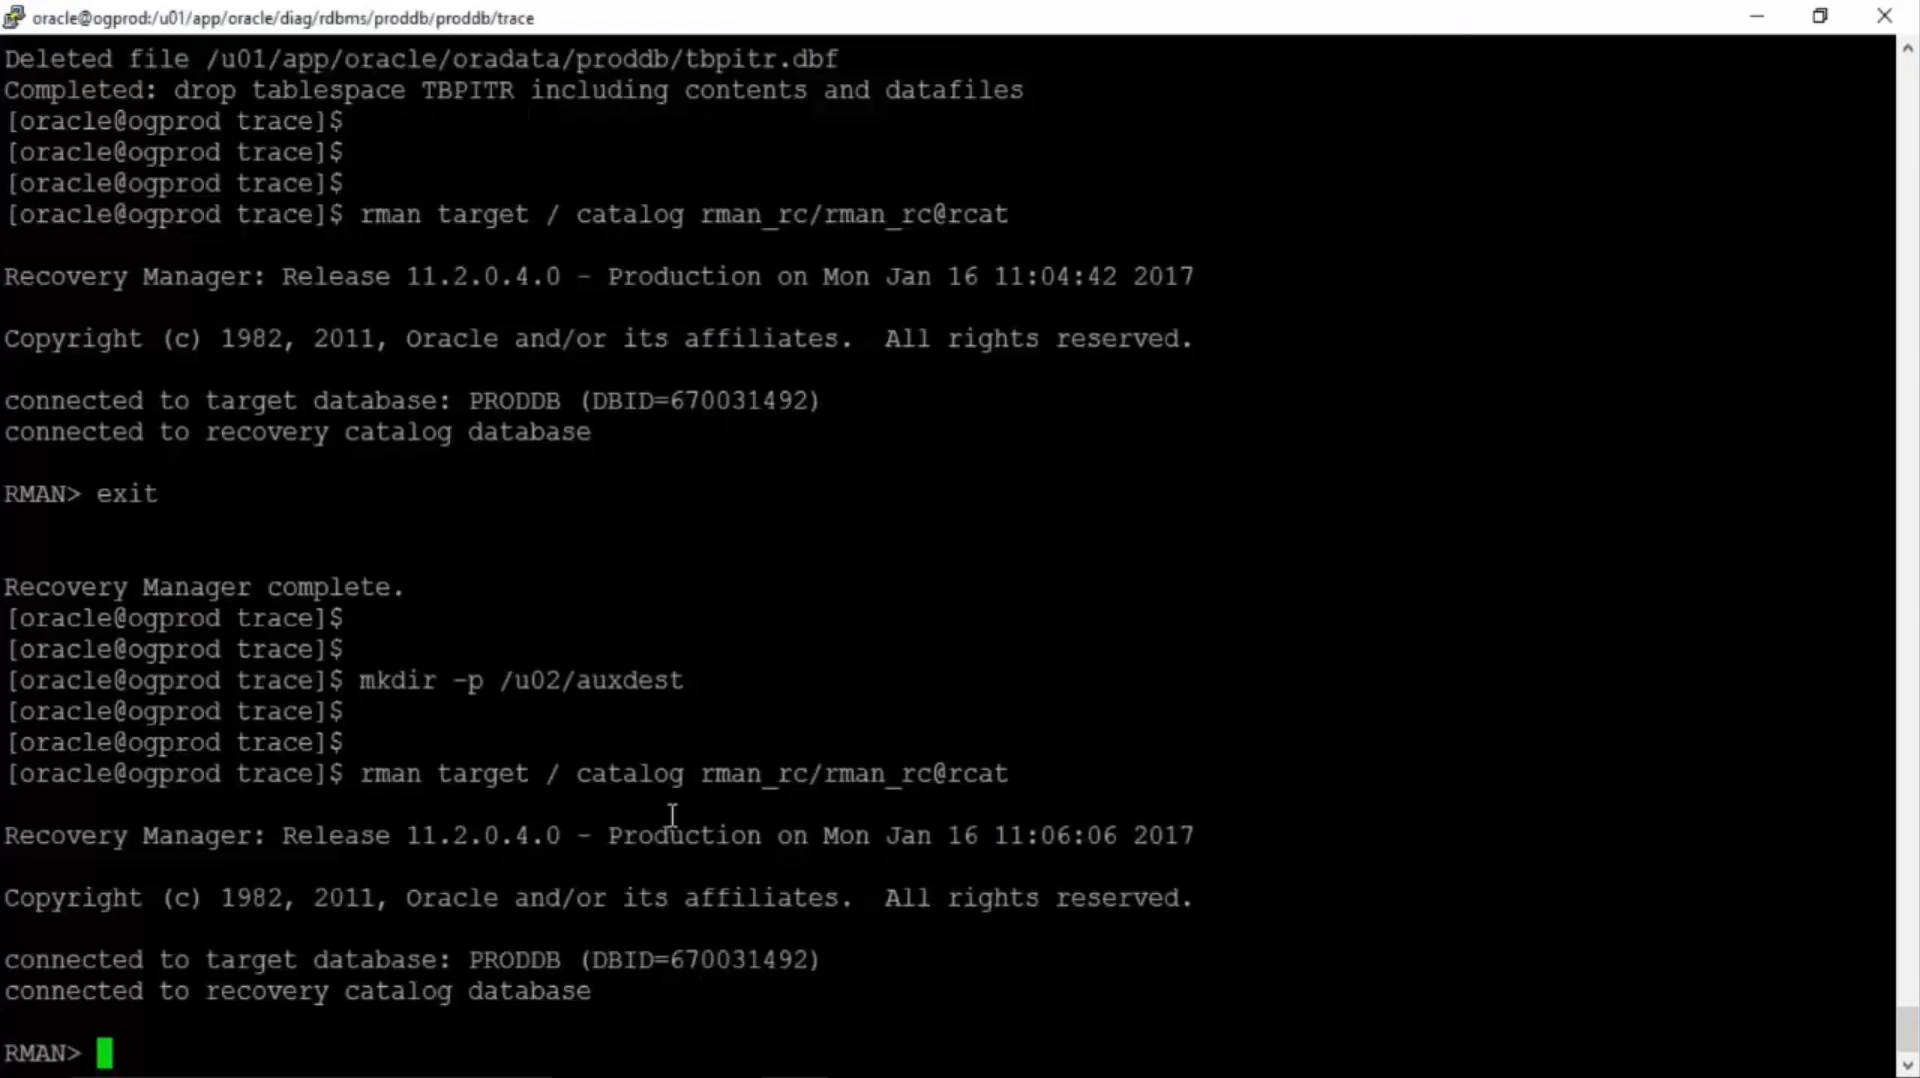 oracle@ogprod:/u01/app/oracle/diag/rdbms/proddb/proddb/trace
Deleted file /u01/app/oracle/oradata/proddb/tbpitr.dbf
Completed: drop tablespace TBPITR including contents and datafiles
[oracle@ogprod trace]$
[oracle@ogprod trace]$
[oracle@ogprod trace]$
[oracle@ogprod trace]$ rman target / catalog rman_rc/rman_rc@rcat
Recovery Manager: Release 11.2.0.4.0 - Production on Mon Jan 16 11:04:42 2017
Copyright (c) 1982, 2011, Oracle and/or its affiliates.  All rights reserved.
connected to target database: PRODDB (DBID=670031492)
connected to recovery catalog database
RMAN> exit
Recovery Manager complete.
[oracle@ogprod trace]$
[oracle@ogprod trace]$
[oracle@ogprod trace]$ mkdir -p /u02/auxdest
[oracle@ogprod trace]$
[oracle@ogprod trace]$
[oracle@ogprod trace]$ rman target / catalog rman_rc/rman_rc@rcat
Recovery Manager: Release 11.2.0.4.0 - Production on Mon Jan 16 11:06:06 2017
Copyright (c) 1982, 2011, Oracle and/or its affiliates.  All rights reserved.
connected to target database: PRODDB (DBID=670031492)
connected to recovery catalog database
RMAN>